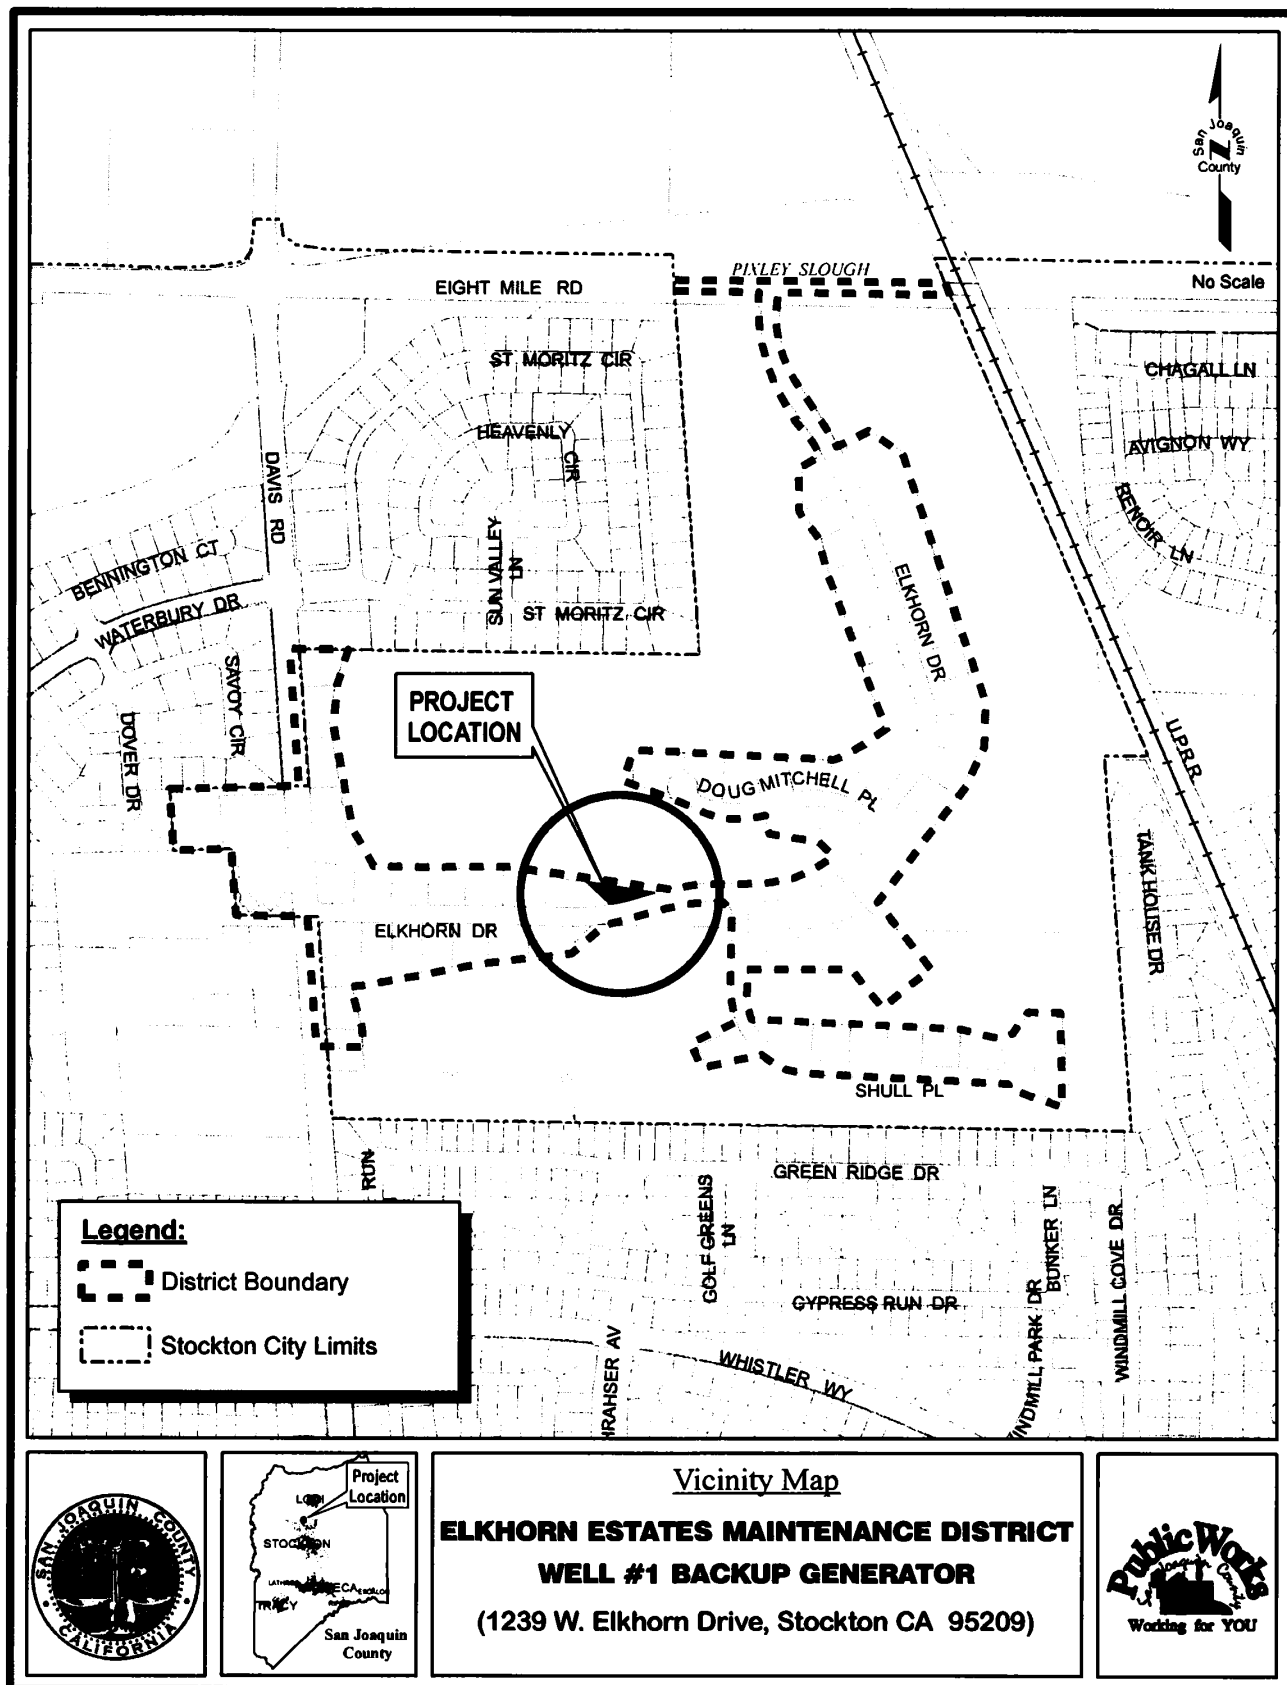 San Joaquin
County
No Scale
PIXLEY SLOUGH
EIGHT MILE RD
ST MORITZ CIR
CHAGALL LN
HEAVENLY
CIR
AVIGNON WY
DAVIS RD
RENOIR LN
BENNINGTON CT
SUN VALLEY
LN
ELKHORN DR
WATERBURY DR
ST MORITZ CIR
SAVOY CIR
PROJECT
LOCATION
DOVER DR
U.P.R.R
DOUG MITCHELL PL
TANK HOUSE DR
ELKHORN DR
SHULL PL
RUN
GREEN RIDGE DR
GOLF GREENS
LN
BUNKER LN
WINDMILL COVE DR
Legend:
District Boundary
Stockton City Limits
CYPRESS RUN DR
INDMILL PARK DR
HRAHSER AV
WHISTLER WY
SAN JOAQUIN COUNTY
CALIFORNIA
Project
Location
LODI
STOCKTON
TRACY
San Joaquin
County
Vicinity Map
ELKHORN ESTATES MAINTENANCE DISTRICT
WELL #1 BACKUP GENERATOR
(1239 W. Elkhorn Drive, Stockton CA 95209)
Public Works
San Joaquin County
Working for YOU